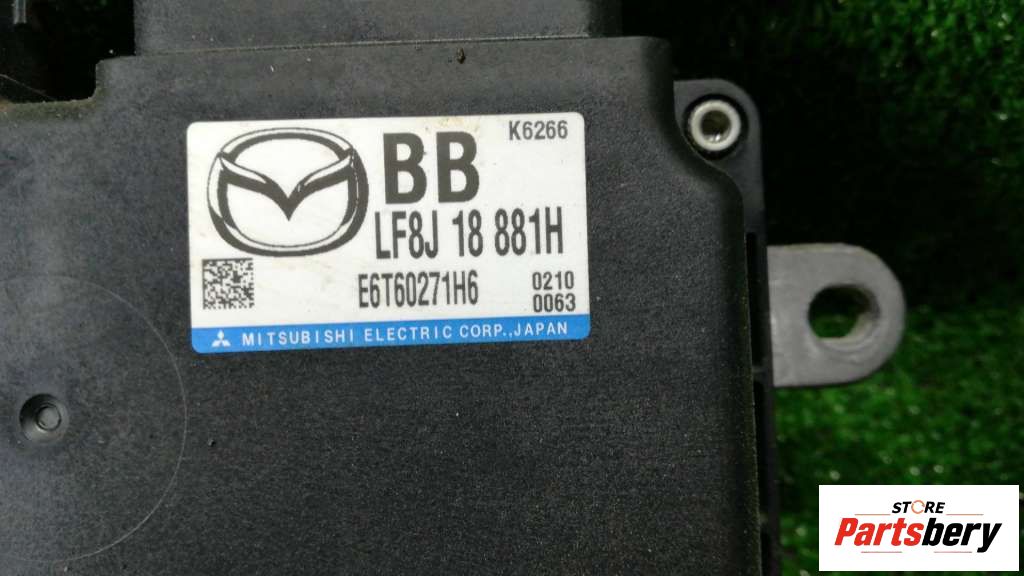 BB
K6266
LF8J 18 881H
E6T60271H6
0210
0063
MITSUBISHI ELECTRIC CORP.,JAPAN
STORE
Partsbery